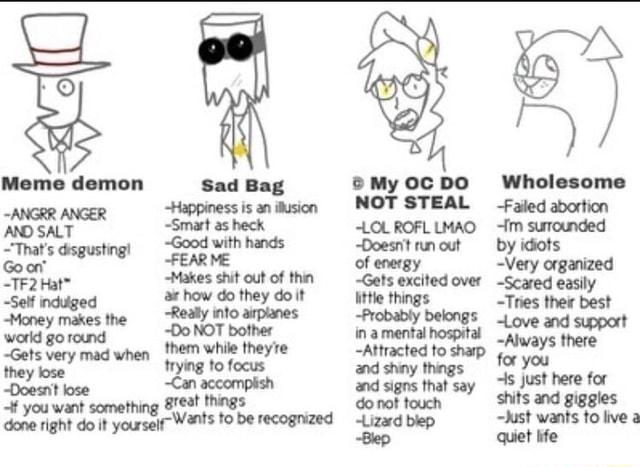 Meme demon
-ANGRR ANGER
AND SALT
-"That's disgusting!
Go on"
-TF2 Hat™
-Self indulged
-Money makes the
world go round
-Gets very mad when
they lose
-Doesn't lose
-If you want something
done right do it yourself
Sad Bag
-Happiness is an illusion
-Smart as heck
-Good with hands
-FEAR ME
-Makes shit out of thin
air how do they do it
-Really into airplanes
-Do NOT bother
them while they're
trying to focus
-Can accomplish
great things
-Wants to be recognized
© My OC DO
NOT STEAL
-LOL ROFL LMAO
-Doesn't run out
of energy
-Gets excited over
little things
-Probably belongs
in a mental hospital
-Attracted to sharp
and shiny things
and signs that say
do not touch
-Lizard blep
-Blep
Wholesome
-Failed abortion
-I'm surrounded
by idiots
-Very organized
-Scared easily
-Tries their best
-Love and support
-Always there
for you
-Is just here for
shits and giggles
-Just wants to live a
quiet life